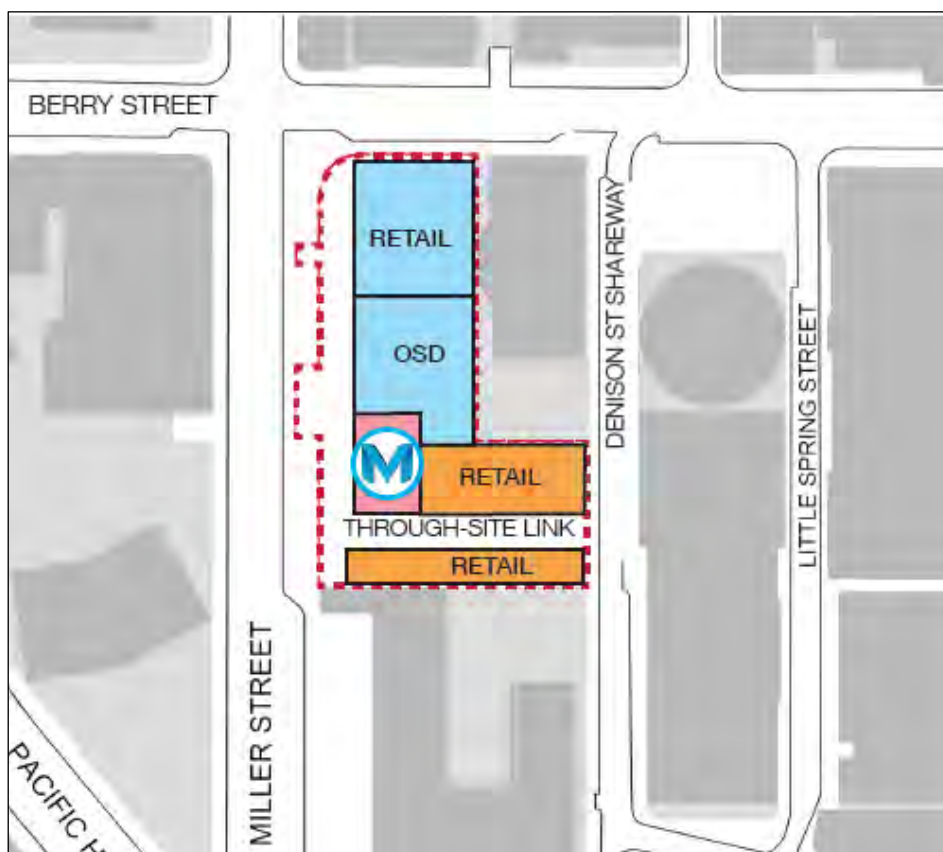 BERRY STREET
RETAIL
OSD
M
RETAIL
THROUGH-SITE LINK
RETAIL
DENISON ST SHAREWAY
LITTLE SPRING STREET
MILLER STREET
PACIFIC H